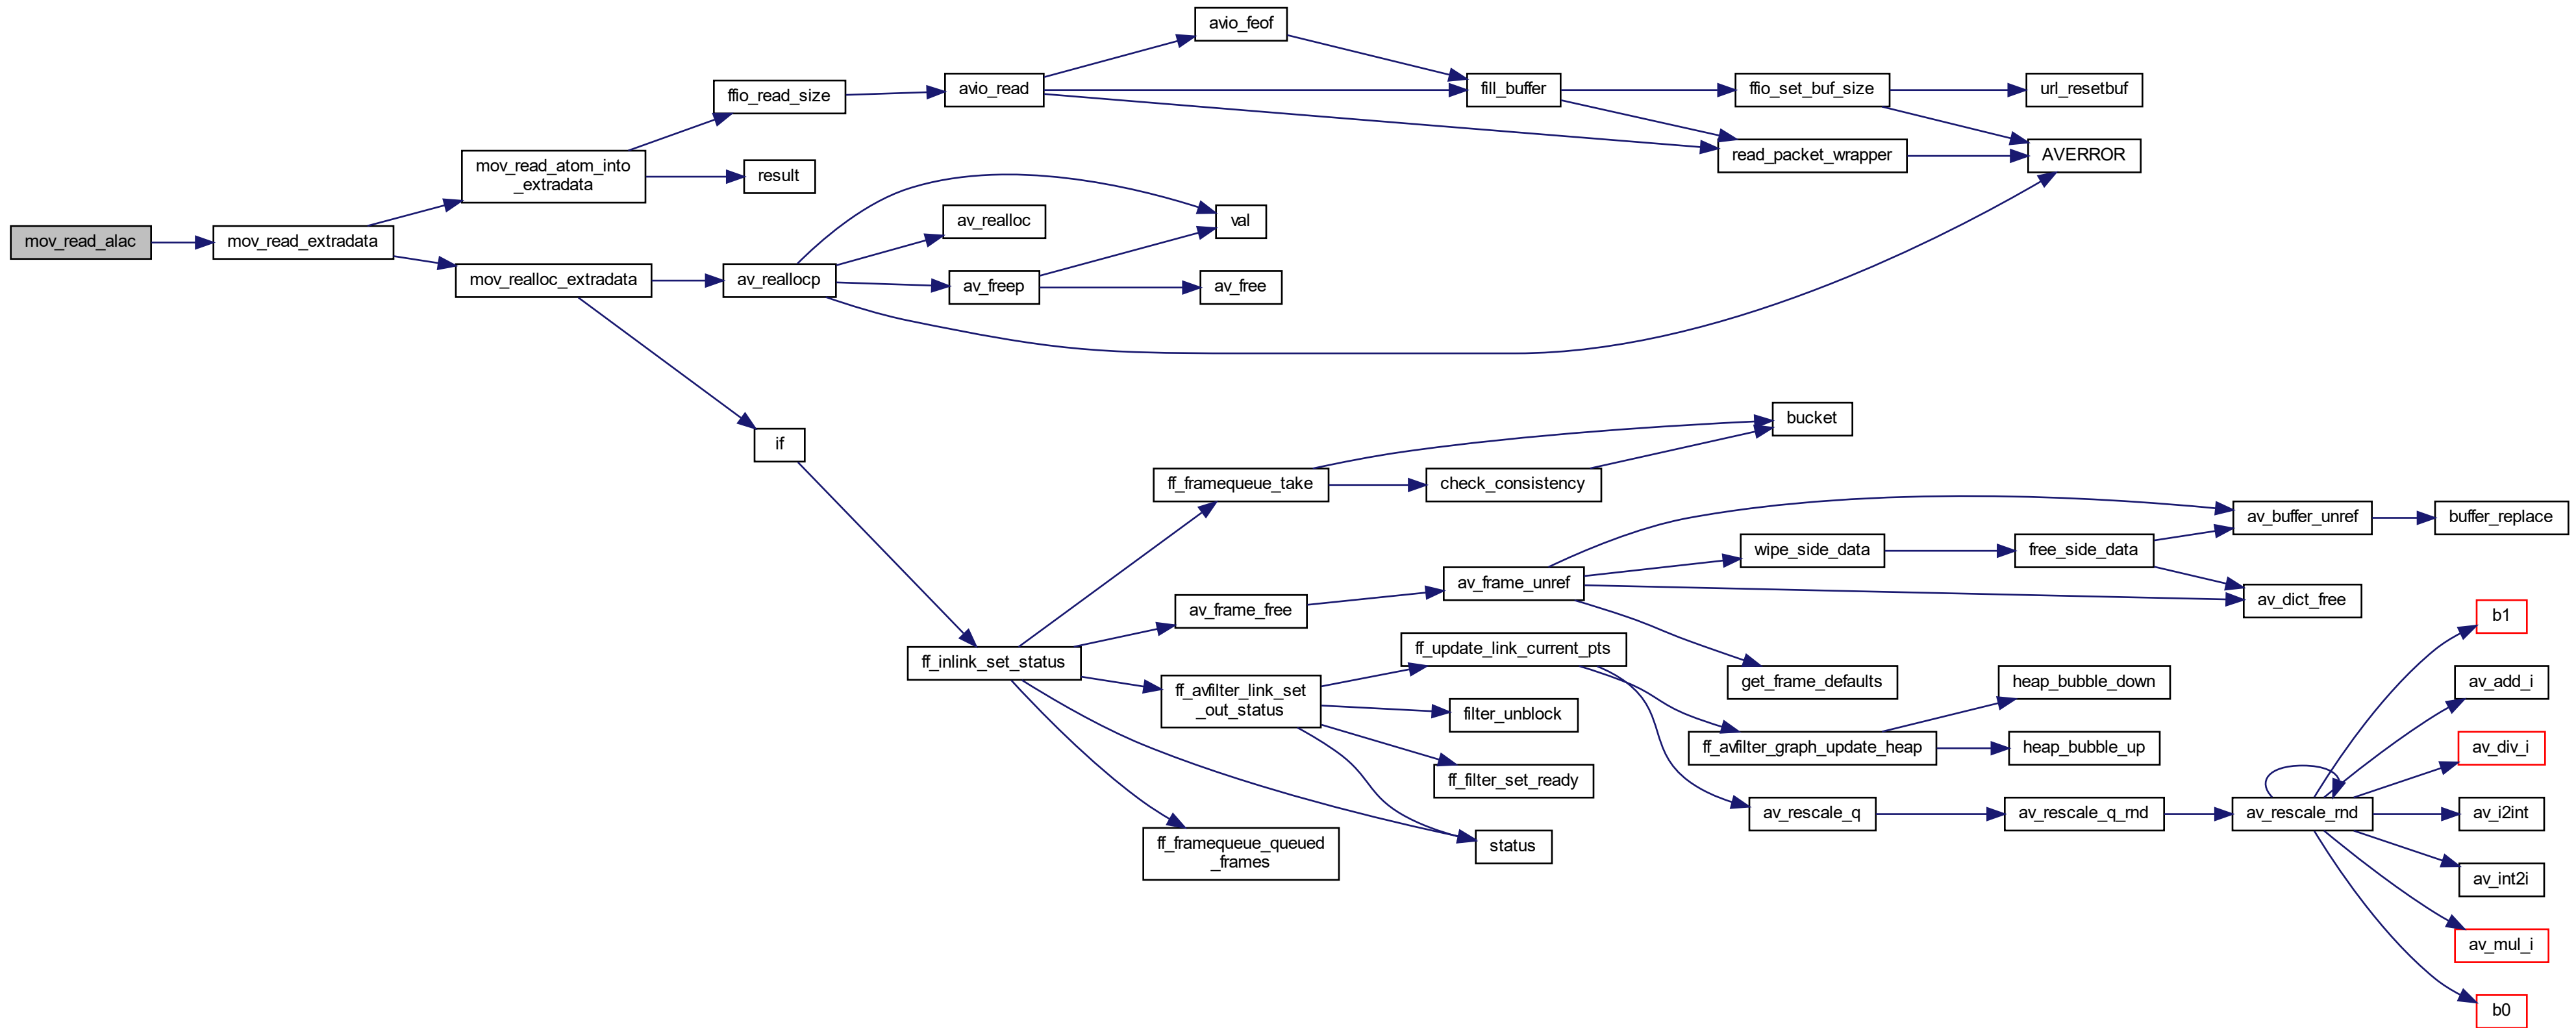 avio_feof
ffio_read_size
avio_read
fill_buffer
ffio_set_buf_size
url_resetbuf
mov_read_atom_into
_extradata
result
read_packet_wrapper
AVERROR
mov_read_alac
mov_read_extradata
av_realloc
val
mov_realloc_extradata
av_reallocp
av_freep
av_free
if
bucket
ff_framequeue_take
check_consistency
av_buffer_unref
buffer_replace
wipe_side_data
free_side_data
av_frame_unref
av_dict_free
av_frame_free
b1
ff_inlink_set_status
ff_update_link_current_pts
get_frame_defaults
heap_bubble_down
av_add_i
ff_avfilter_link_set
_out_status
filter_unblock
ff_avfilter_graph_update_heap
heap_bubble_up
av_div_i
ff_filter_set_ready
av_rescale_q
av_rescale_q_rnd
av_rescale_rnd
av_i2int
ff_framequeue_queued
_frames
status
av_int2i
av_mul_i
b0